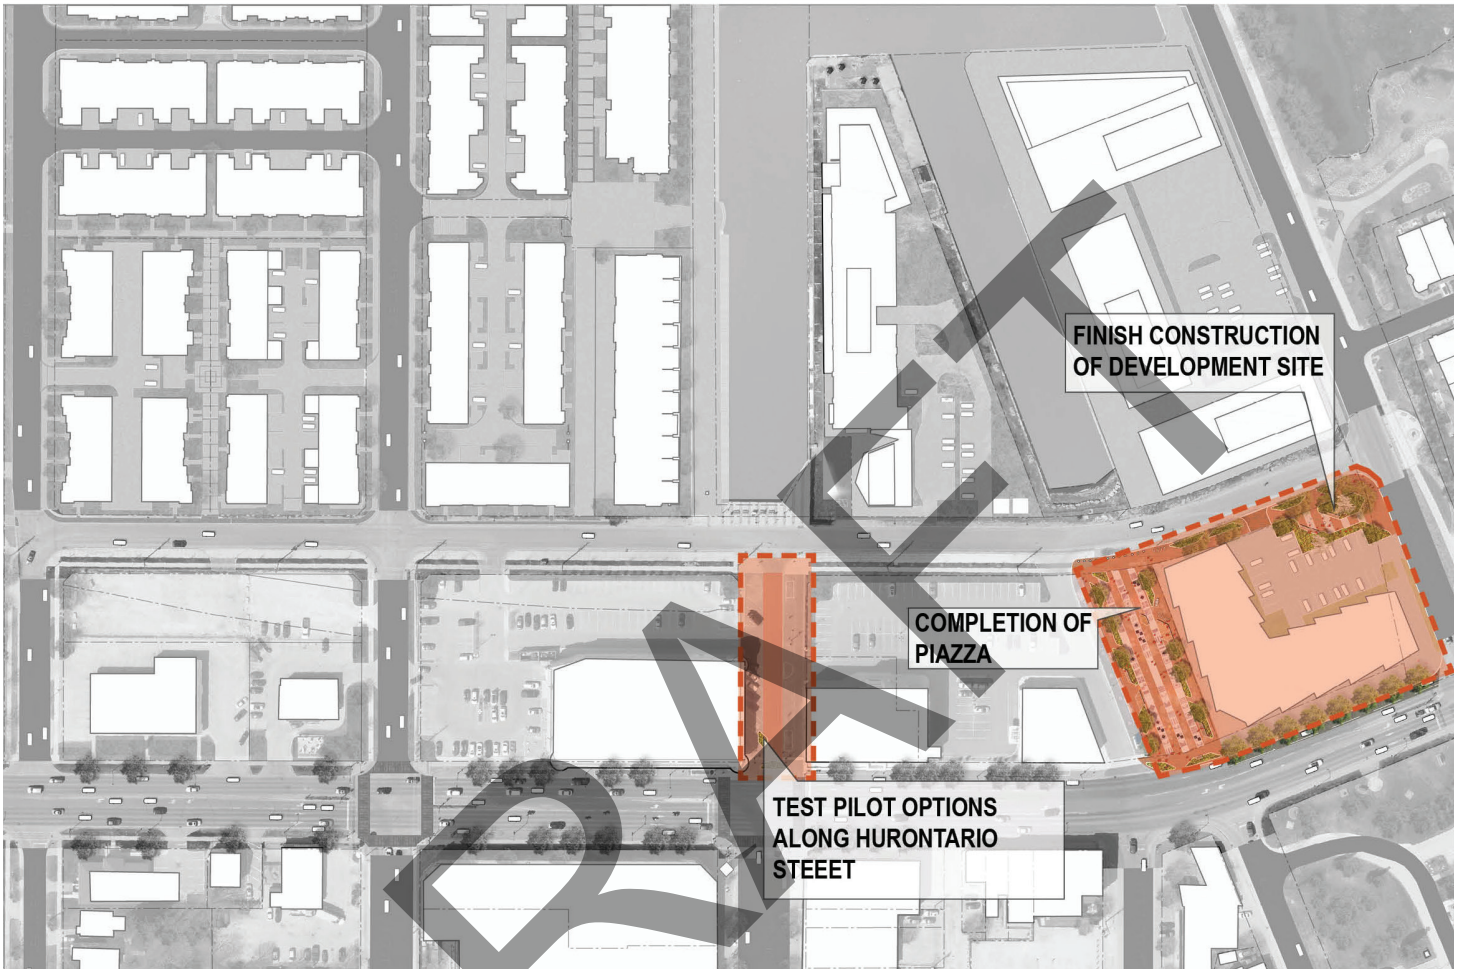 FINISH CONSTRUCTION
OF DEVELOPMENT SITE
COMPLETION OF
PIAZZA
TEST PILOT OPTIONS
ALONG HURONTARIO
STEEET
DRAFT